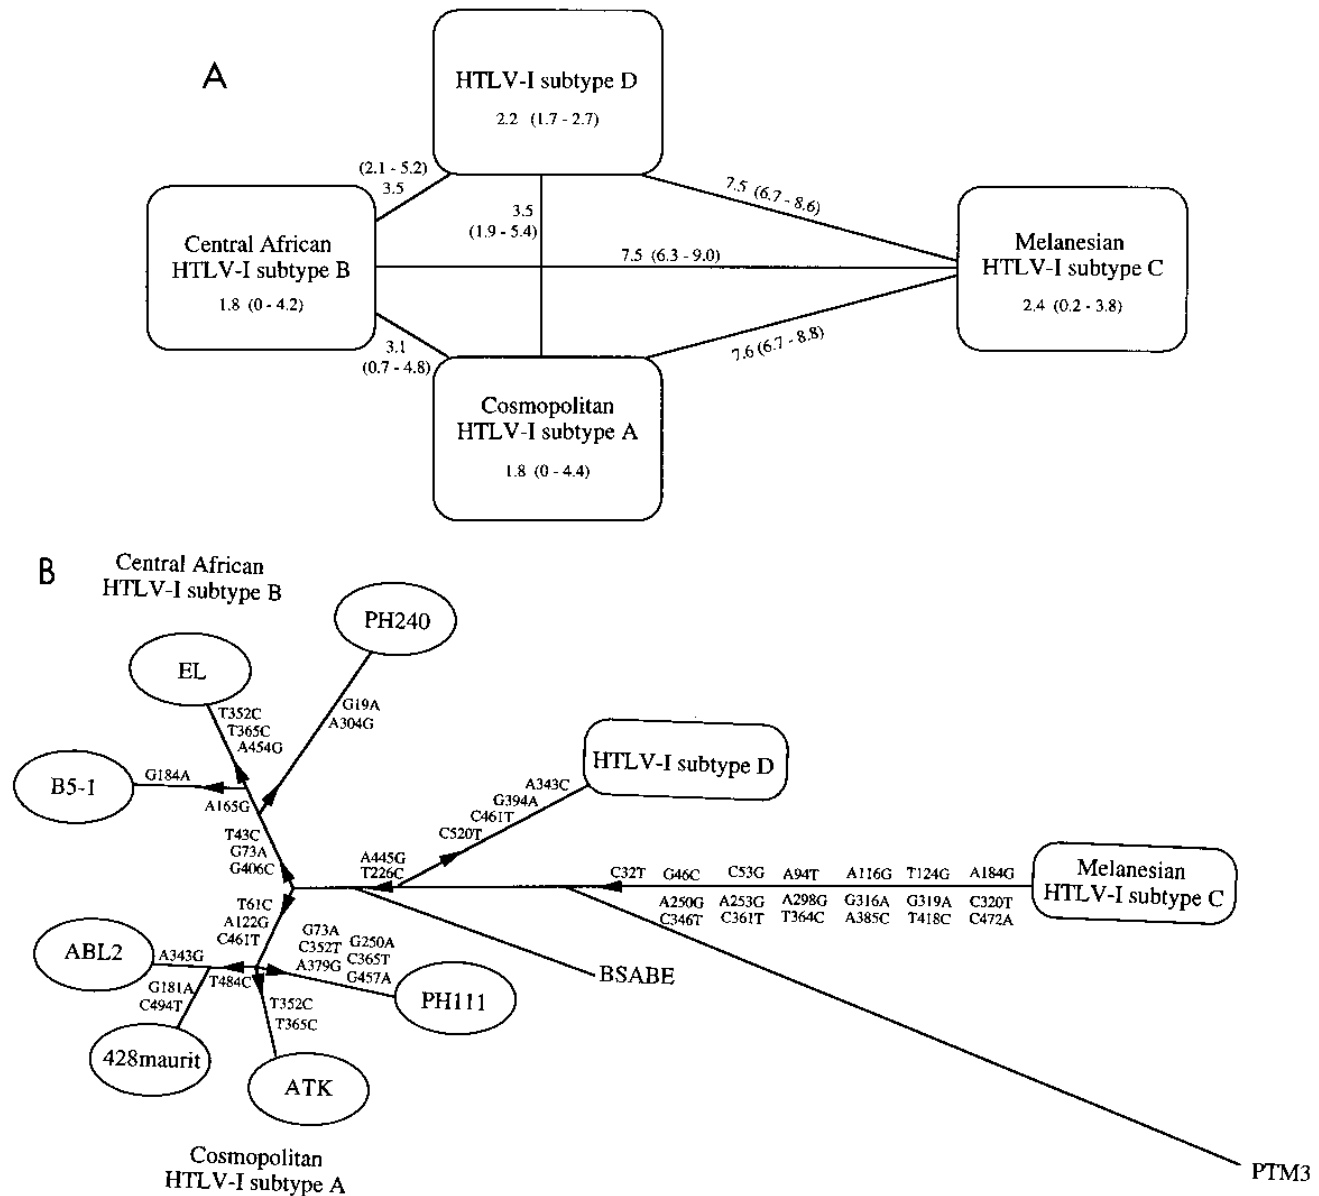 A
HTLV-I subtype D
2.2 (1.7 - 2.7)
(2.1 - 5.2)
3.5
7.5 (6.7 - 8.6)
3.5
(1.9 - 5.4)
Central African
HTLV-I subtype B
1.8 (0 - 4.2)
7.5 (6.3 - 9.0)
Melanesian
HTLV-I subtype C
2.4 (0.2 - 3.8)
3.1
(0.7 - 4.8)
7.6 (6.7 - 8.8)
Cosmopolitan
HTLV-I subtype A
1.8 (0 - 4.4)
B
Central African
HTLV-I subtype B
PH240
EL
G19A
A304G
T352C
T365C
A454G
B5-1
G184A
A165G
T43C
G73A
G406C
HTLV-I subtype D
A343C
G394A
C461T
C520T
A445G
T226C
C32T G46C C53G A94T A116G T124G A184G
A250G A253G A298G G316A G319A C320T
C346T C361T T364C A385C T418C C472A
Melanesian
HTLV-I subtype C
T61C
A122G
C461T
G73A
C352T
A379G
G250A
C365T
G457A
ABL2
A343G
T484C
G181A
C494T
PH111
BSABE
T352C
T365C
428maurit
ATK
PTM3
Cosmopolitan
HTLV-I subtype A